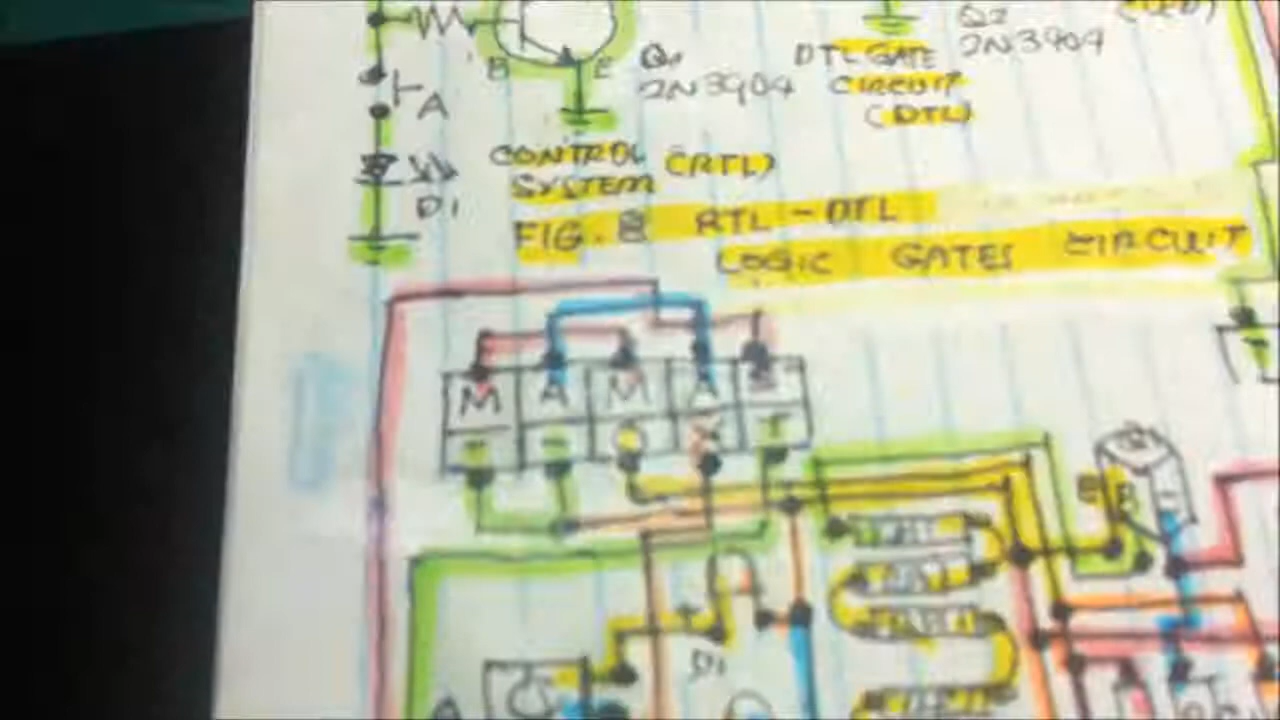 Q2
2N3904
DTL GATE
CIRCUIT
(DTL)
B
E
Q1
2N3904
A
D1
CONTROL (RTL)
SYSTEM
FIG. 8 RTL - DTL
LOGIC GATES CIRCUIT
M A M A
B
D1